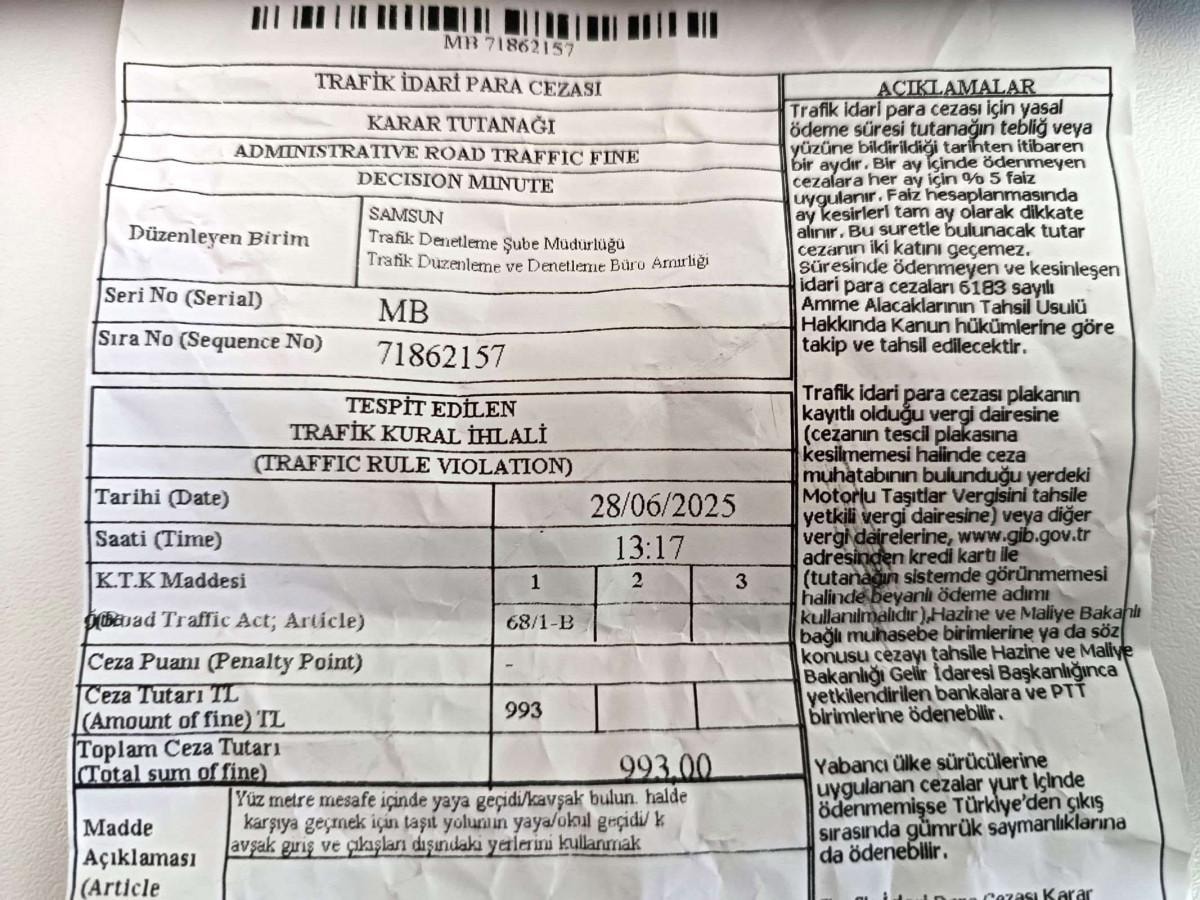 MB 71862157
TRAFİK İDARİ PARA CEZASI
KARAR TUTANAĞI
ADMINISTRATIVE ROAD TRAFFIC FINE
DECISION MINUTE
Düzenleyen Birim
SAMSUN
Trafik Denetleme Şube Müdürlüğü
Trafik Düzenleme ve Denetleme Büro Amirliği
Seri No (Serial)
MB
Sıra No (Sequence No)
71862157
TESPİT EDİLEN
TRAFİK KURAL İHLALİ
(TRAFFIC RULE VIOLATION)
Tarihi (Date)
28/06/2025
Saati (Time)
13:17
K.T.K Maddesi
1 2 3
Road Traffic Act; Article)
68/1-B
Ceza Puanı (Penalty Point)
-
Ceza Tutarı TL
(Amount of fine) TL
993
Toplam Ceza Tutarı
(Total sum of fine)
993,00
Madde
Açıklaması
(Article
Yüz metre mesafe içinde yaya geçidi/kavşak bulun. halde
karşıya geçmek için taşıt yolunun yaya/okul geçidi/ k
avşak giriş ve çıkışları dışındaki yerlerini kullanmak
AÇIKLAMALAR
Trafik idari para cezası için yasal
ödeme süresi tutanağın tebliğ veya
yüzüne bildirildiği tarihten itibaren
bir aydır. Bir ay içinde ödenmeyen
cezalara her ay için % 5 faiz
uygulanır. Faiz hesaplanmasında
ay kesirleri tam ay olarak dikkate
alınır. Bu suretle bulunacak tutar
cezanın iki katını geçemez.
Süresinde ödenmeyen ve kesinleşen
idari para cezaları 6183 sayılı
Amme Alacaklarının Tahsil Usulü
Hakkında Kanun hükümlerine göre
takip ve tahsil edilecektir.
Trafik idari para cezası plakanın
kayıtlı olduğu vergi dairesine
(cezanın tescil plakasına
kesilmemesi halinde ceza
muhatabının bulunduğu yerdeki
Motorlu Taşıtlar Vergisini tahsile
yetkili vergi dairesine) veya diğer
vergi dairelerine, www.gib.gov.tr
adresinden kredi kartı ile
(tutanağın sistemde görünmemesi
halinde beyanlı ödeme adımı
kullanılmalıdır),Hazine ve Maliye Bakanlı
bağlı muhasebe birimlerine ya da söz
konusu cezayı tahsile Hazine ve Maliye
Bakanlığı Gelir İdaresi Başkanlığınca
yetkilendirilen bankalara ve PTT
birimlerine ödenebilir.
Yabancı ülke sürücülerine
uygulanan cezalar yurt içinde
ödenmemişse Türkiye'den çıkış
sırasında gümrük saymanlıklarına
da ödenebilir.